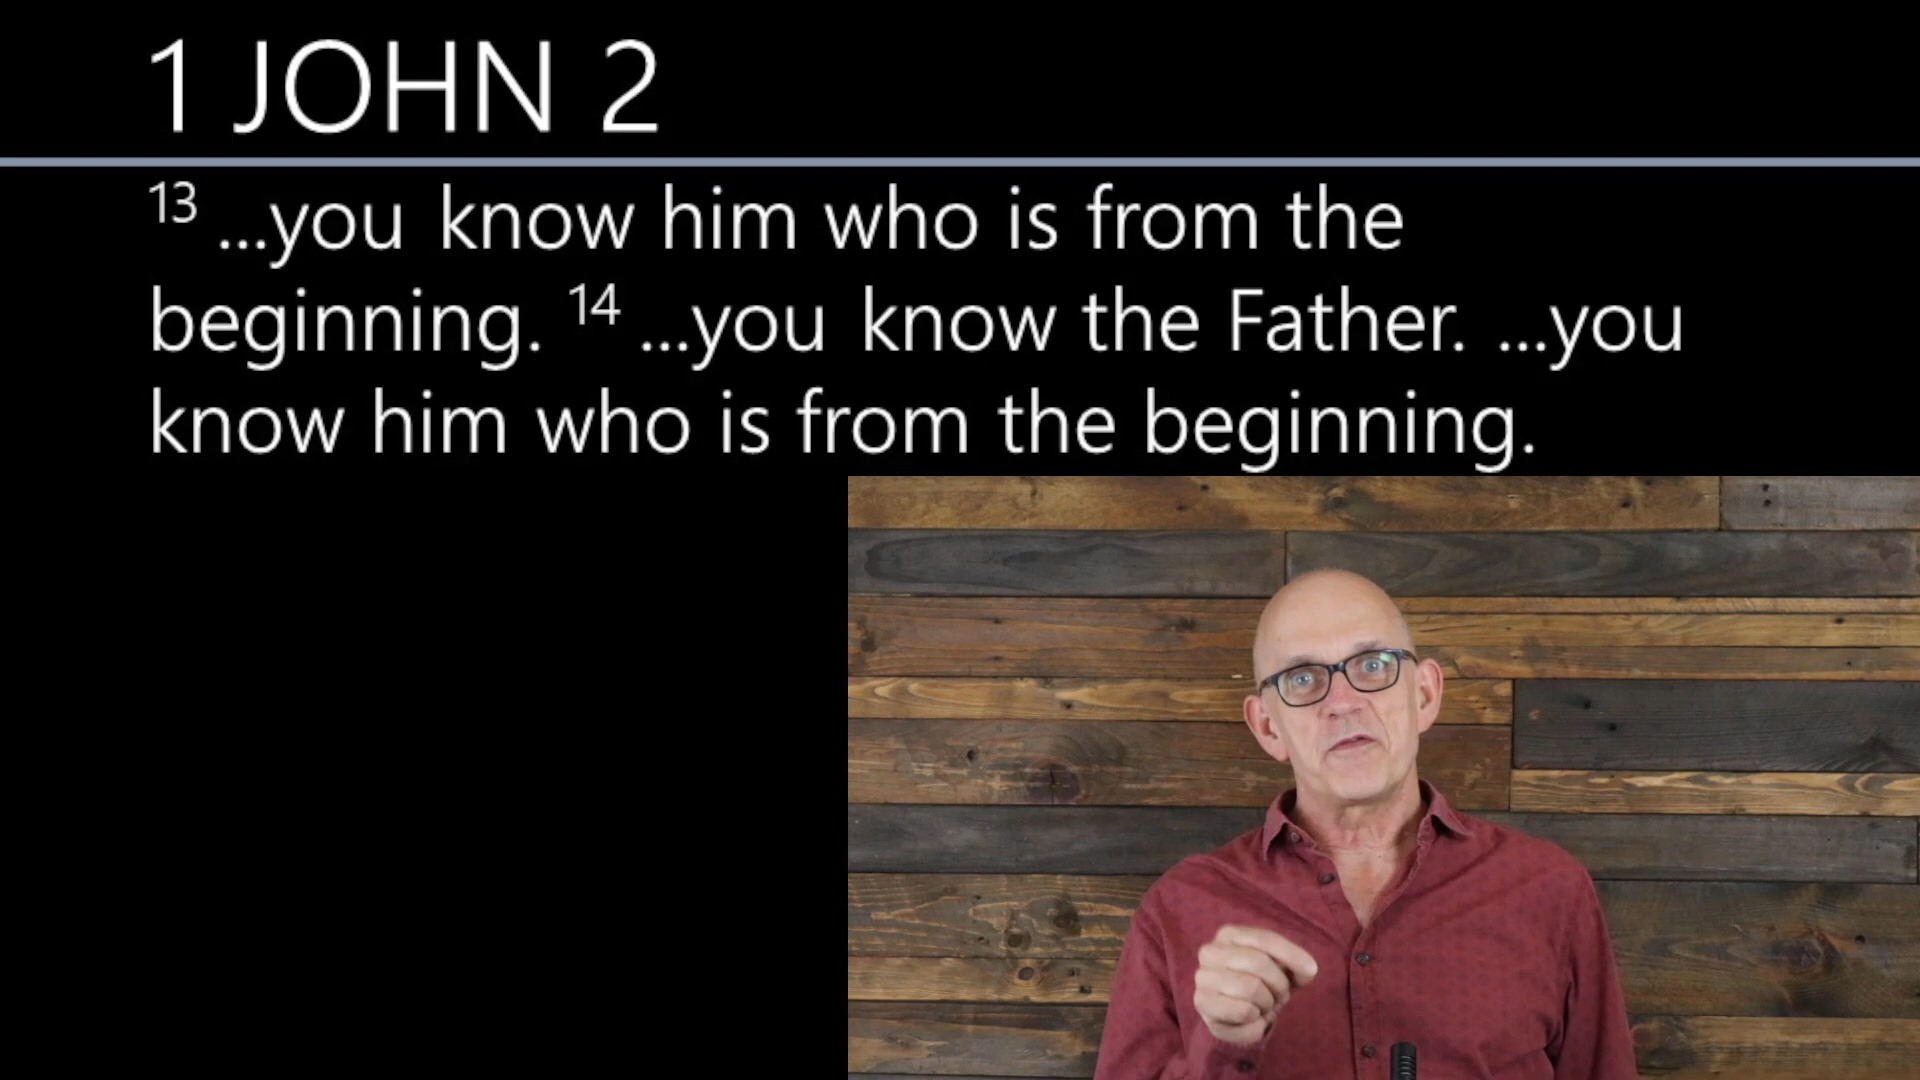 1 JOHN 2
13 ...you know him who is from the
beginning. 14 ...you know the Father. ...you
know him who is from the beginning.